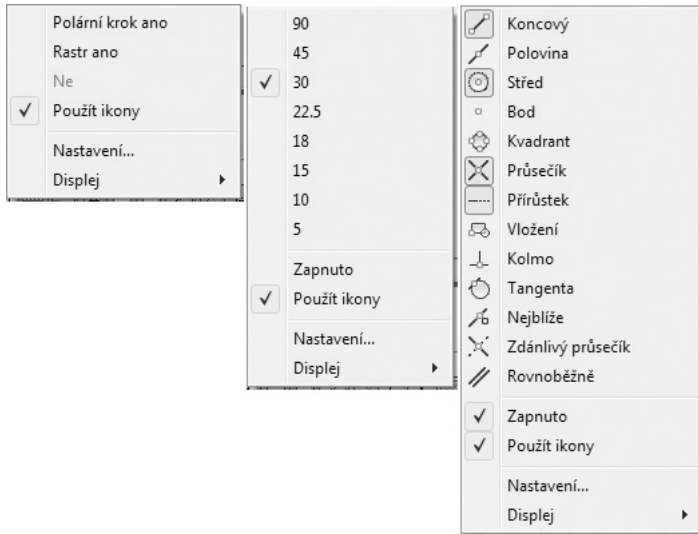 Polární krok ano
Rastr ano
Ne
Použít ikony
Nastavení...
Displej
90
45
30
22.5
18
15
10
5
Zapnuto
Použít ikony
Nastavení...
Displej
Koncový
Polovina
Střed
Bod
Kvadrant
Průsečík
Přírůstek
Vložení
Kolmo
Tangenta
Nejblíže
Zdánlivý průsečík
Rovnoběžně
Zapnuto
Použít ikony
Nastavení...
Displej